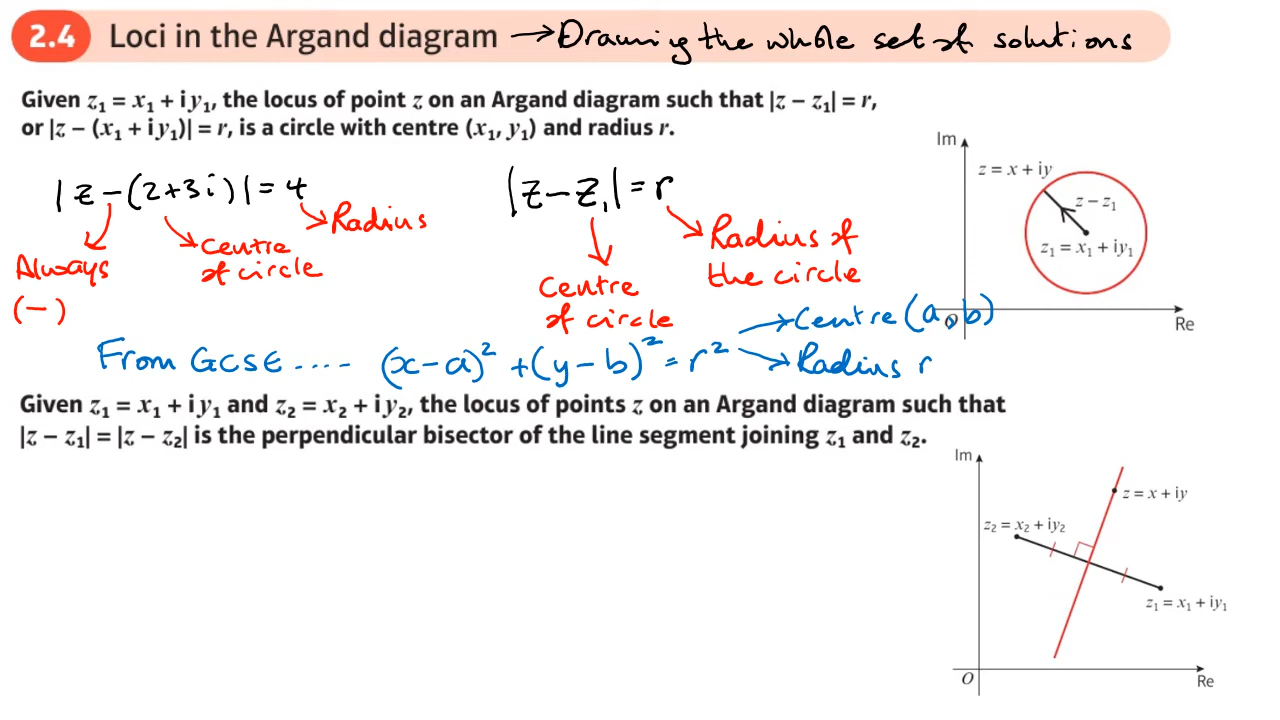 2.4 Loci in the Argand diagram → Drawing the whole set of solutions
Given z₁ = x₁ + iy₁, the locus of point z on an Argand diagram such that |z − z₁| = r,
or |z − (x₁ + iy₁)| = r, is a circle with centre (x₁, y₁) and radius r.
|z − (2+3i)| = 4
Radius
Centre
of circle
Always
(−)
|z − z₁| = r
Radius of
the circle
Centre
of circle
Im
z = x + iy
z − z₁
z₁ = x₁ + iy₁
O
Re
From GCSE .... (x−a)² + (y−b)² = r²
Centre (a, b)
Radius r
Given z₁ = x₁ + iy₁ and z₂ = x₂ + iy₂, the locus of points z on an Argand diagram such that
|z − z₁| = |z − z₂| is the perpendicular bisector of the line segment joining z₁ and z₂.
Im
z = x + iy
z₂ = x₂ + iy₂
z₁ = x₁ + iy₁
O
Re